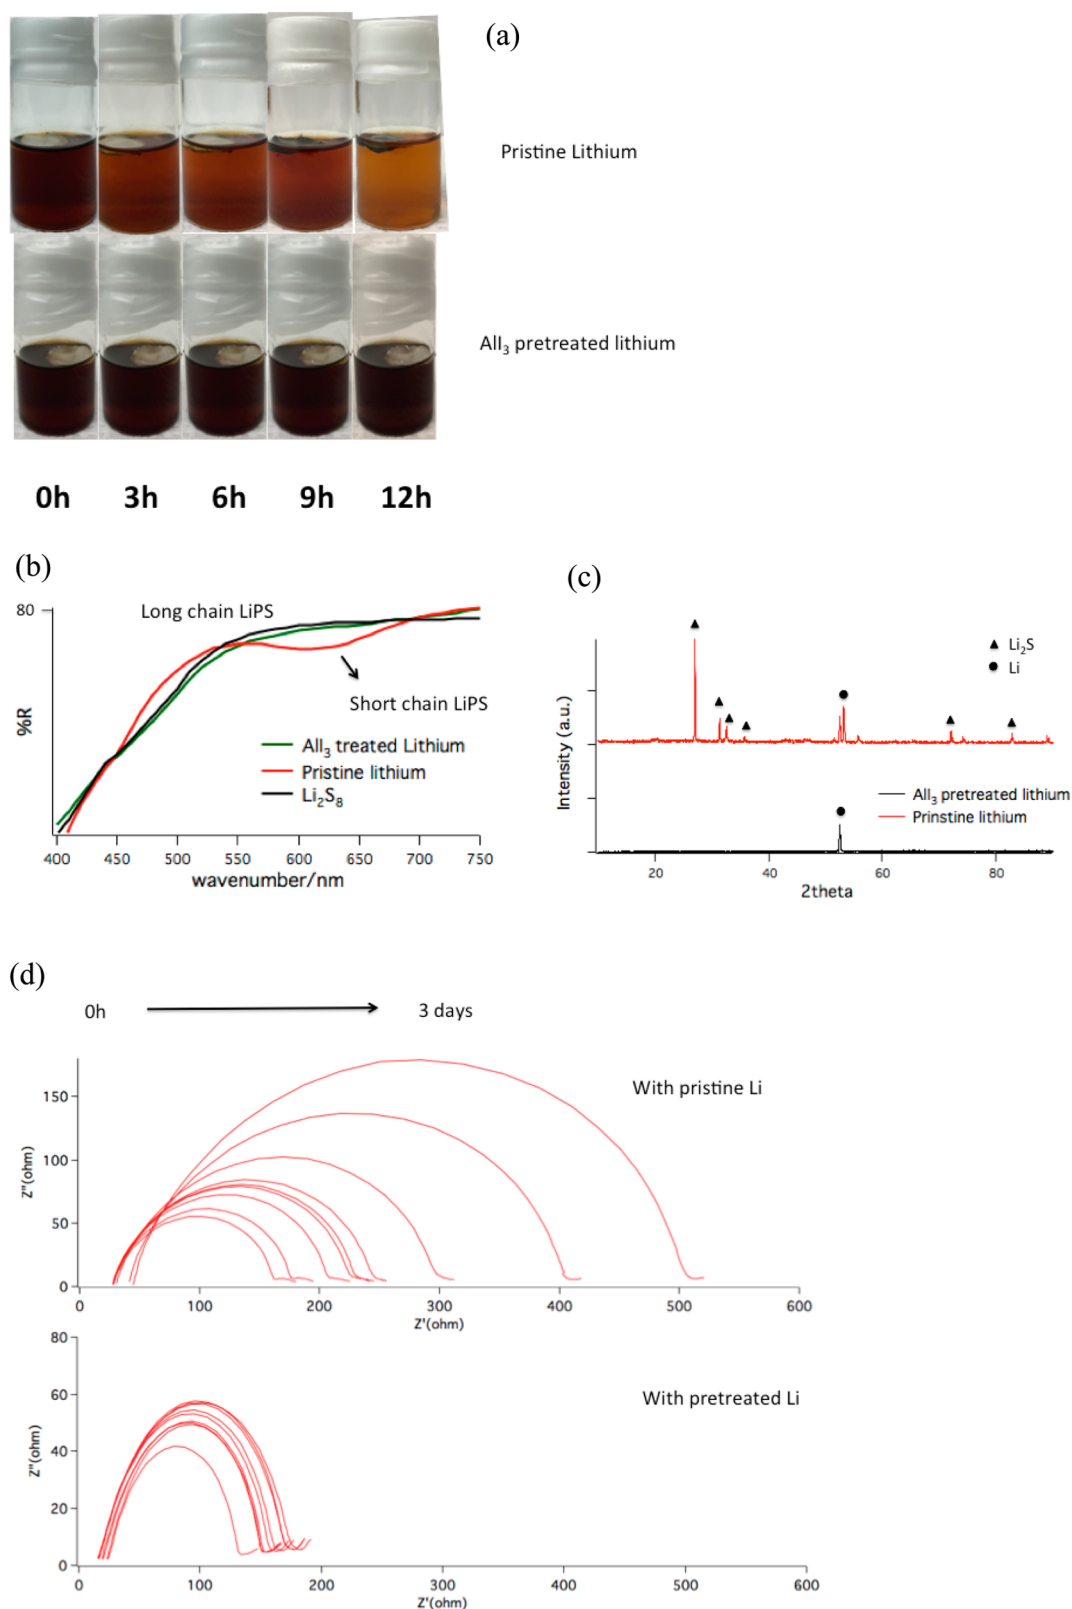 (a)
Pristine Lithium
AlI₃ pretreated lithium
0h 3h 6h 9h 12h
(b)
80
Long chain LiPS
Short chain LiPS
%R
AlI₃ treated Lithium
Pristine lithium
Li₂S₈
400 450 500 550 600 650 700 750
wavenumber/nm
(c)
Li₂S
Li
Intensity (a.u.)
AlI₃ pretreated lithium
Prinstine lithium
20 40 60 80
2theta
(d)
0h 3 days
With pristine Li
150
100
50
0
Z''(ohm)
0 100 200 300 400 500 600
Z'(ohm)
With pretreated Li
80
60
40
20
0
Z''(ohm)
0 100 200 300 400 500 600
Z'(ohm)